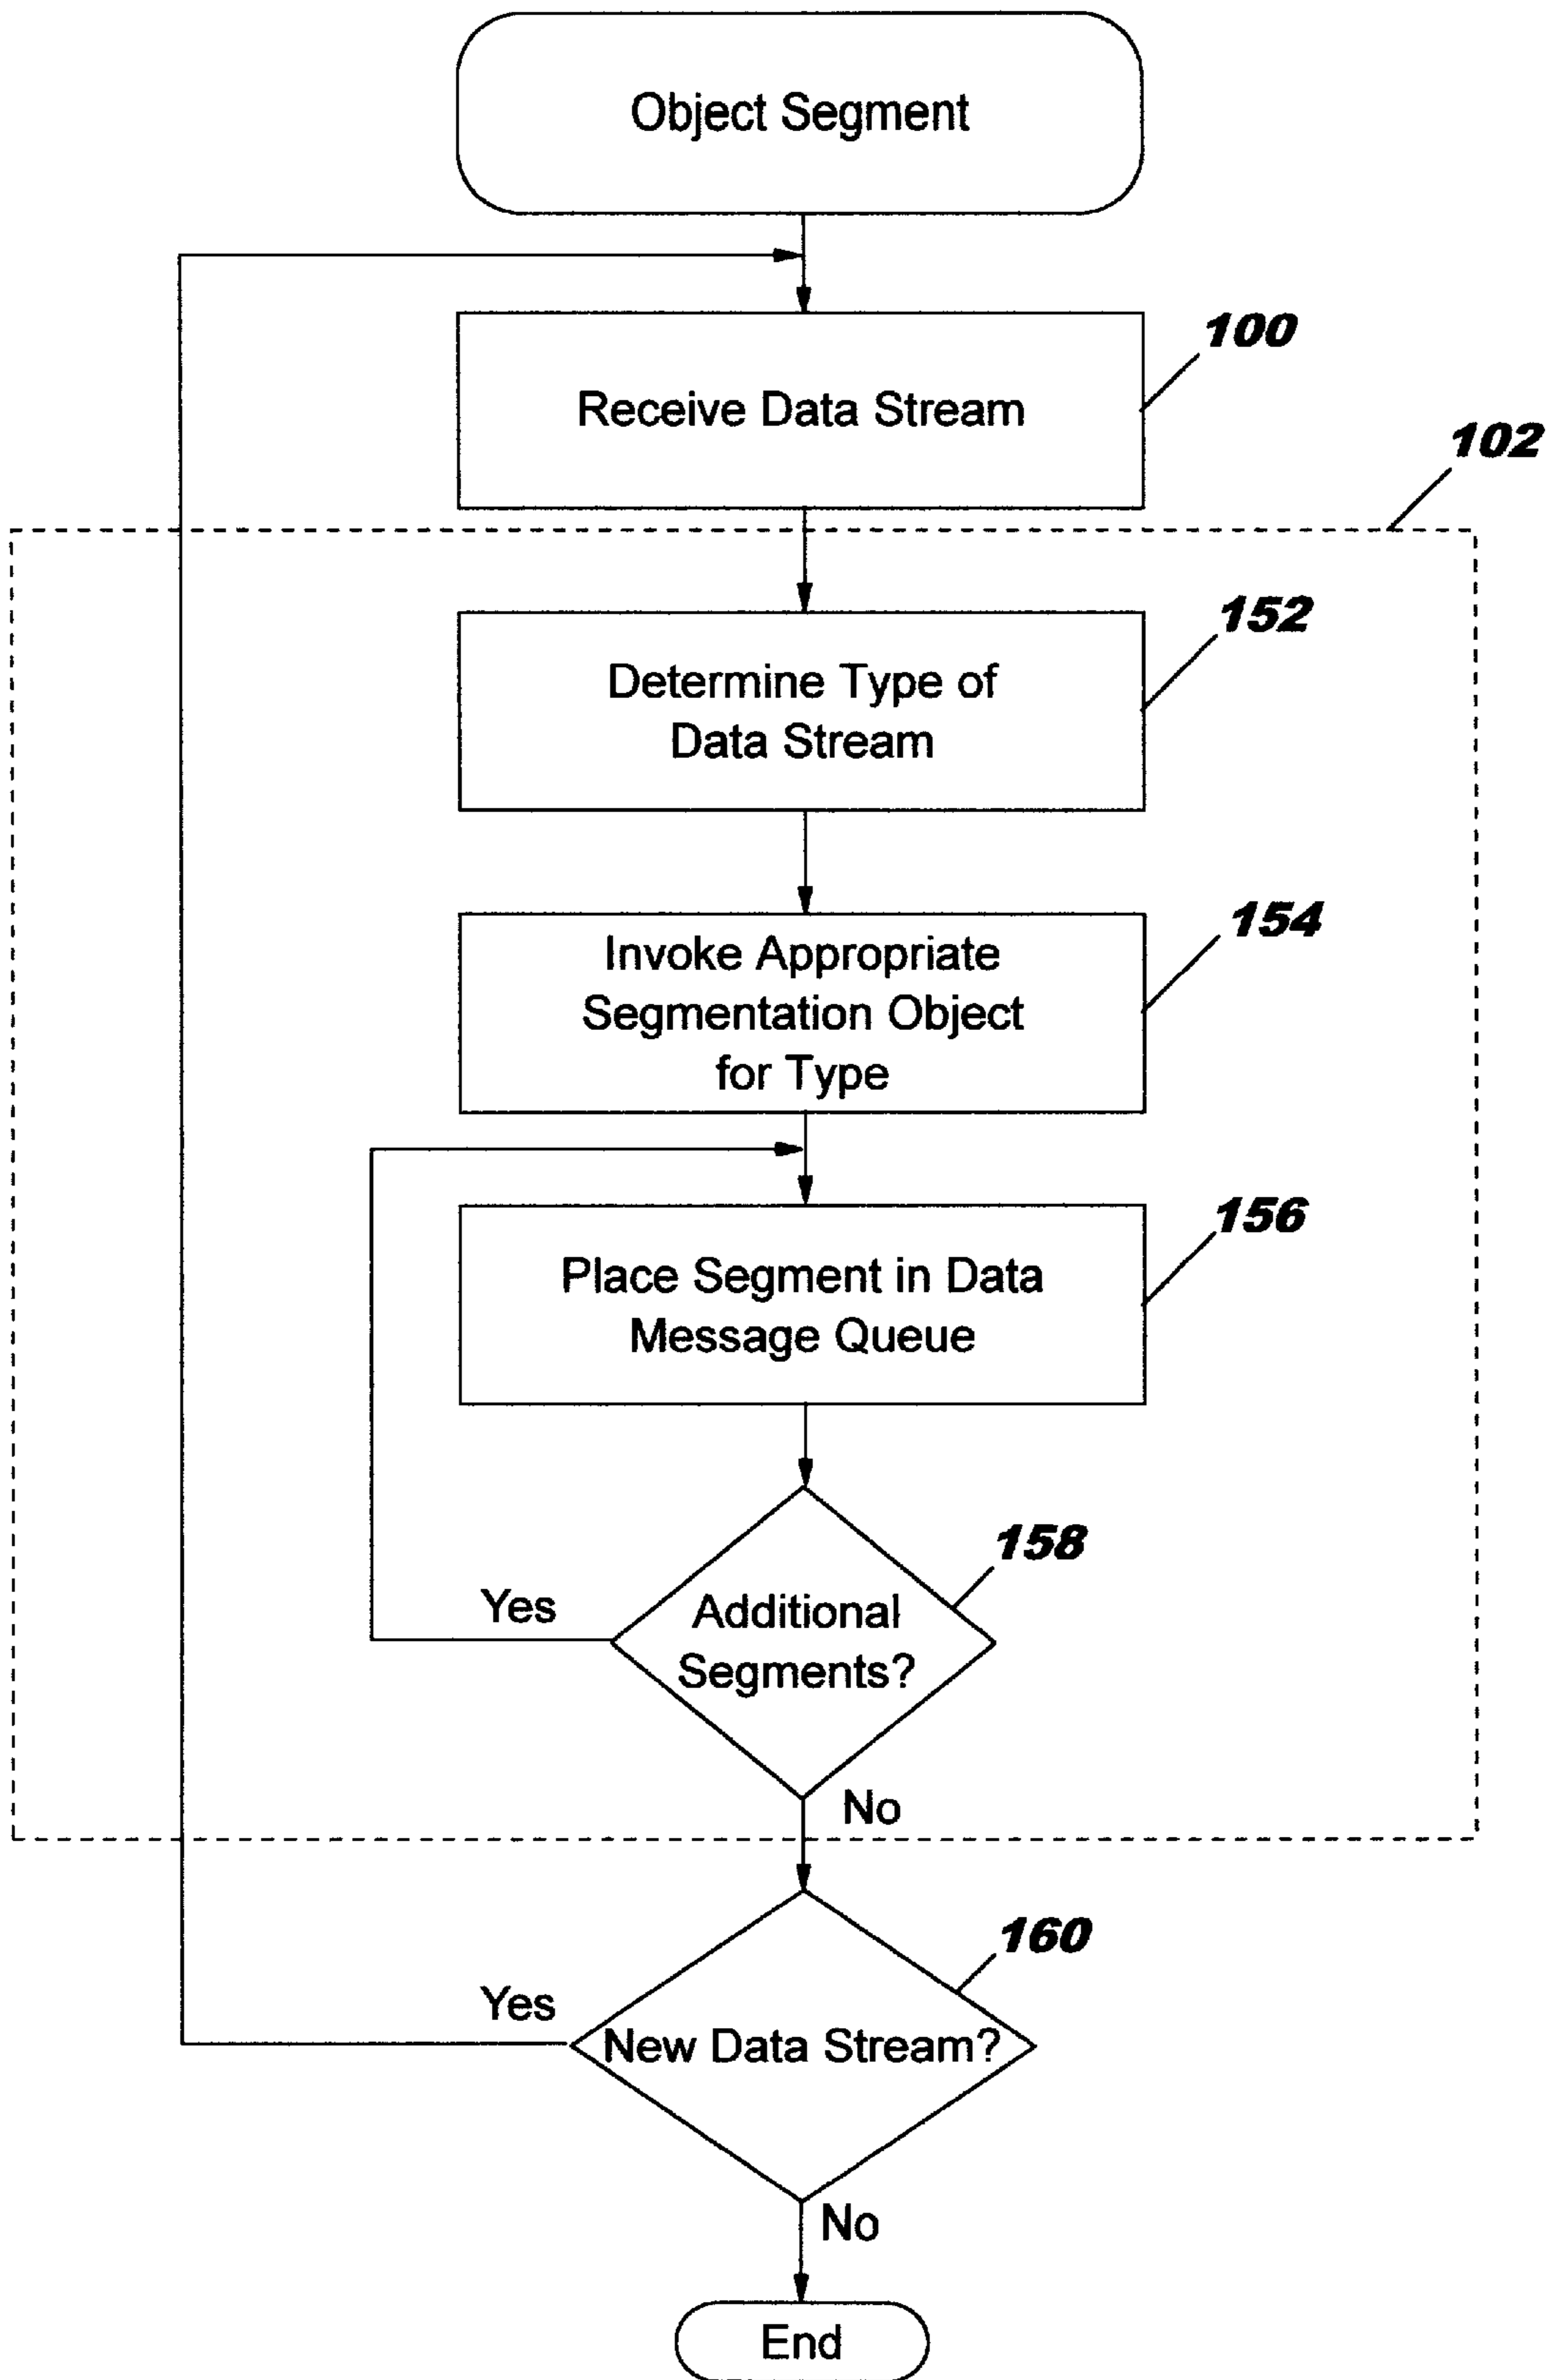 Object Segment
100
Receive Data Stream
102
152
Determine Type of
Data Stream
154
Invoke Appropriate
Segmentation Object
for Type
156
Place Segment in Data
Message Queue
158
Yes
Additional
Segments?
No
160
Yes
New Data Stream?
No
End